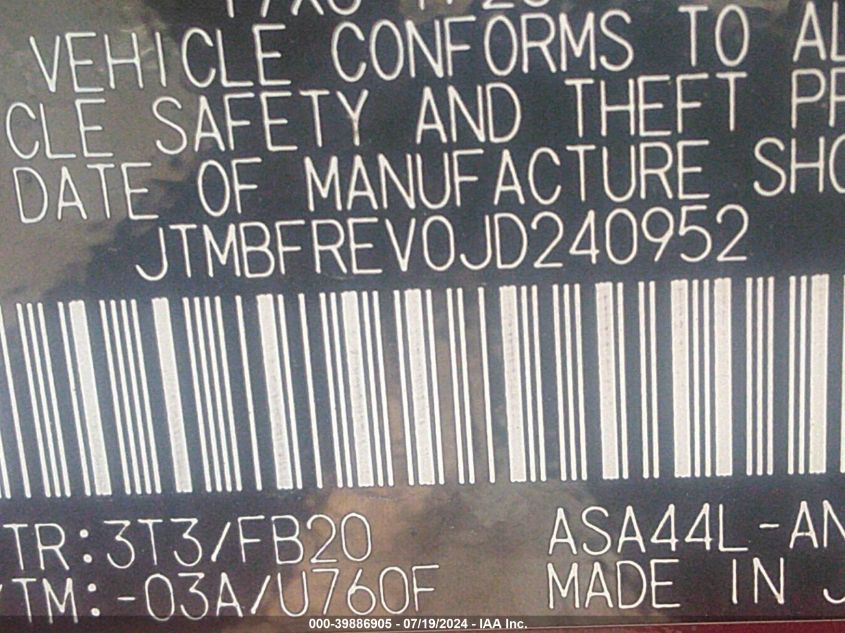 VEHICLE CONFORMS TO AL
CLE SAFETY AND THEFT PR
DATE OF MANUFACTURE SHO
JTMBFREV0JD240952
TR:3T3/FB20 ASA44L-AN
/TM:-03A/U760F MADE IN J
000-39886905 - 07/19/2024 - IAA Inc.